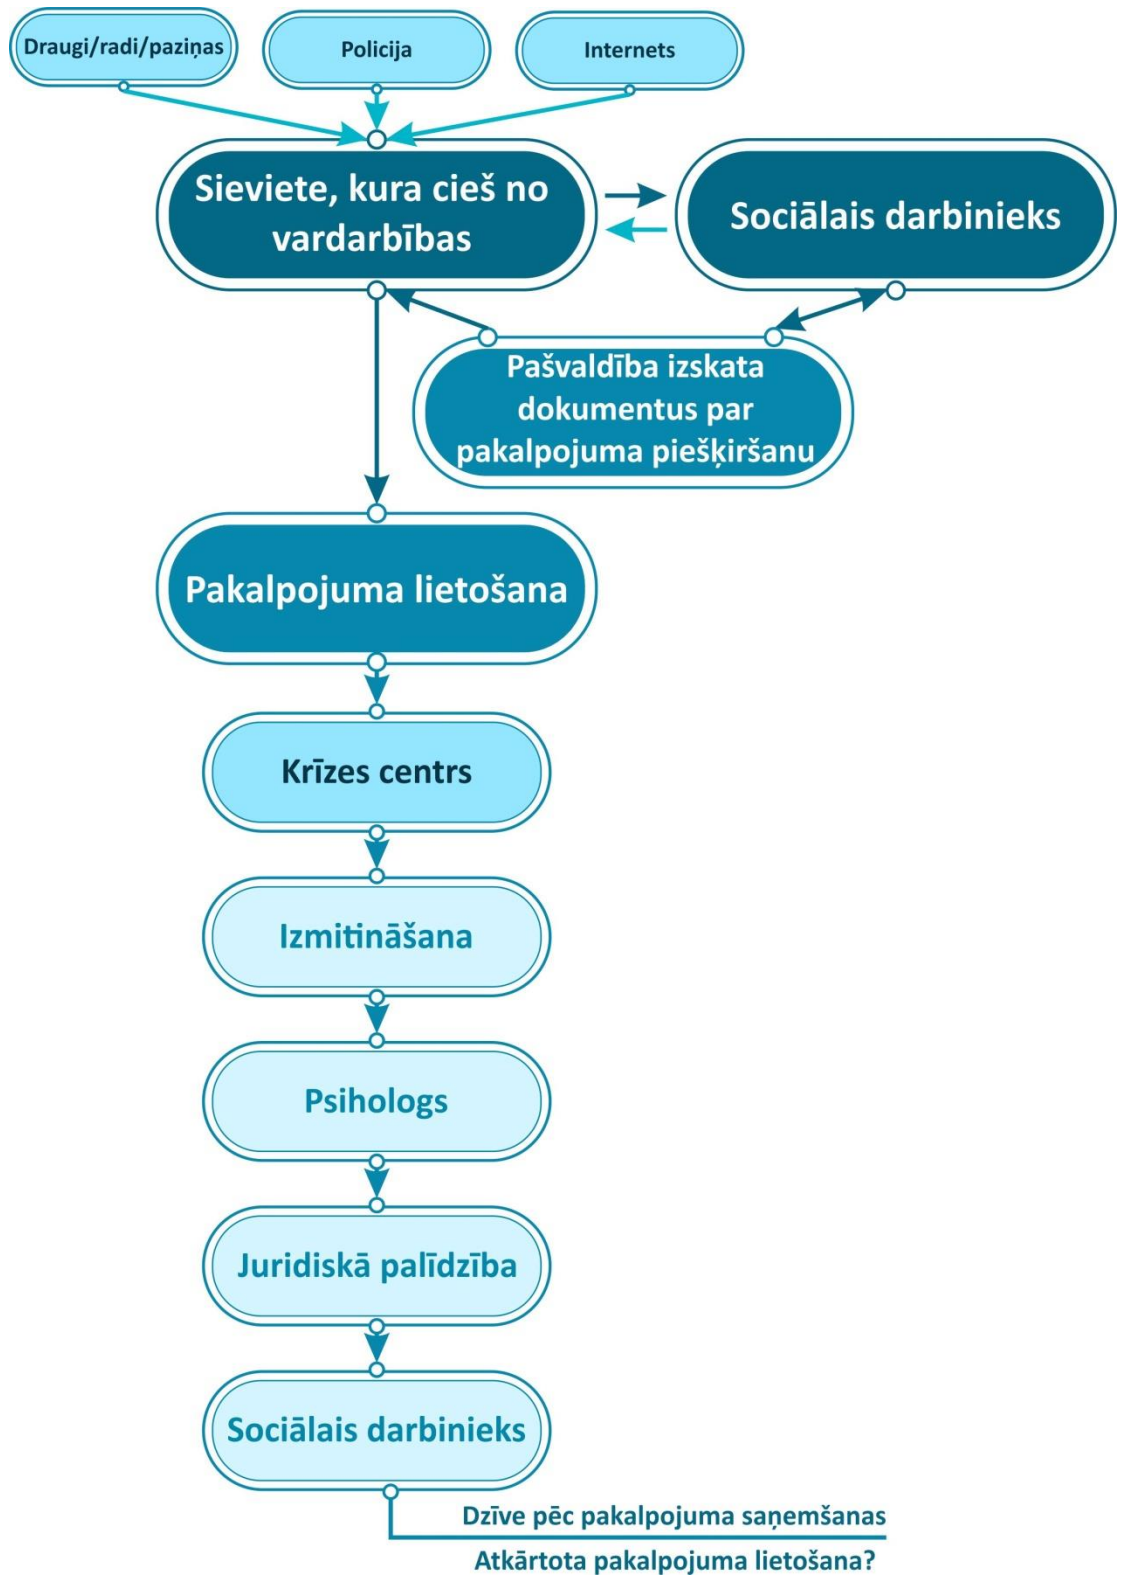 Draugi/radi/paziņas
Policija
Internets
Sieviete, kura cieš no
vardarbības
Sociālais darbinieks
Pašvaldība izskata
dokumentus par
pakalpojuma piešķiršanu
Pakalpojuma lietošana
Krīzes centrs
Izmitināšana
Psihologs
Juridiskā palīdzība
Sociālais darbinieks
Dzīve pēc pakalpojuma saņemšanas
Atkārtota pakalpojuma lietošana?